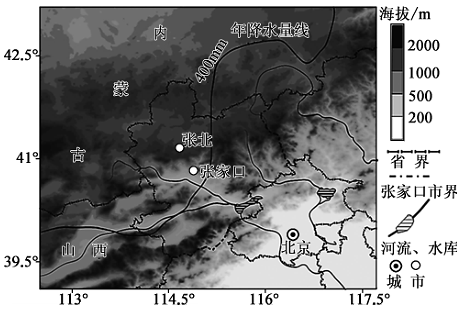 海拔/m
内
年降水量线
400mm
42.5°
蒙
2000
1000
500
200
张北
41°
古
张家口
省 界
张家口市界
山 西
北京
河流、水库
39.5°
城 市
113°
114.5°
116°
117.5°